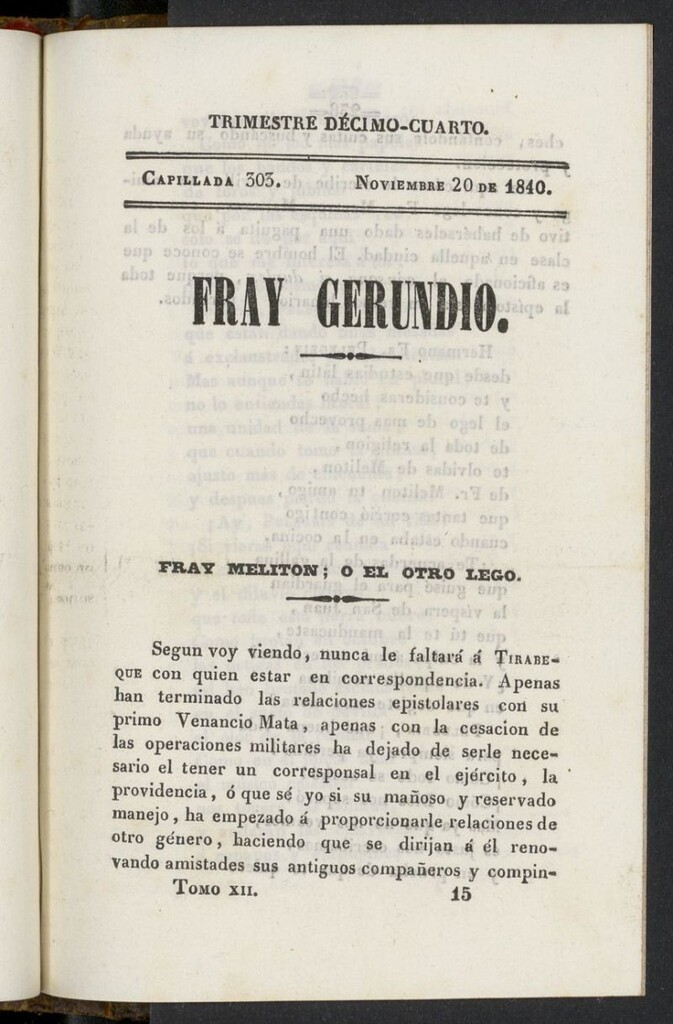 TRIMESTRE DÉCIMO-CUARTO.
CAPILLADA 303. NOVIEMBRE 20 DE 1840.
FRAY GERUNDIO.
FRAY MELITON; O EL OTRO LEGO.
Segun voy viendo, nunca le faltará á TIRABE-
QUE con quien estar en correspondencia. Apenas
han terminado las relaciones epistolares con su
primo Venancio Mata, apenas con la cesacion de
las operaciones militares ha dejado de serle nece-
sario el tener un corresponsal en el ejército, la
providencia, ó que sé yo si su mañoso y reservado
manejo, ha empezado á proporcionarle relaciones de
otro género, haciendo que se dirijan á él reno-
vando amistades sus antiguos compañeros y compin-
TOMO XII. 15